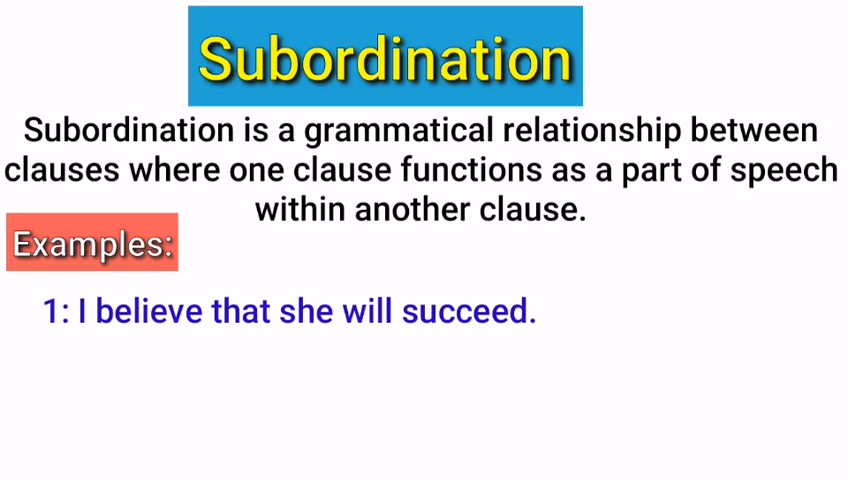 Subordination
Subordination is a grammatical relationship between
clauses where one clause functions as a part of speech
within another clause.
Examples:
1: I believe that she will succeed.